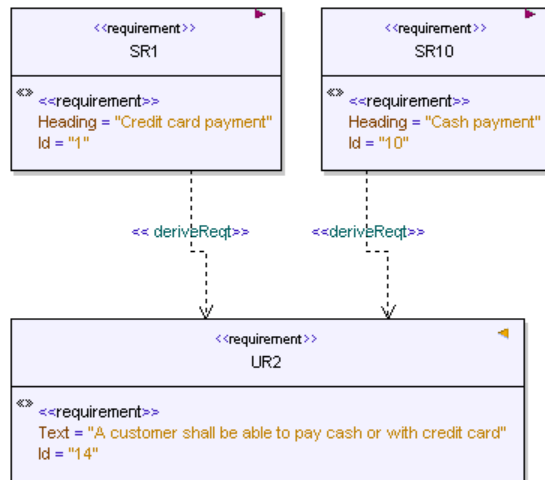 <<requirement>>
SR1
<<requirement>>
Heading = "Credit card payment"
Id = "1"
<<requirement>>
SR10
<<requirement>>
Heading = "Cash payment"
Id = "10"
<< deriveReqt>>
<<deriveReqt>>
<<requirement>>
UR2
<<requirement>>
Text = "A customer shall be able to pay cash or with credit card"
Id = "14"